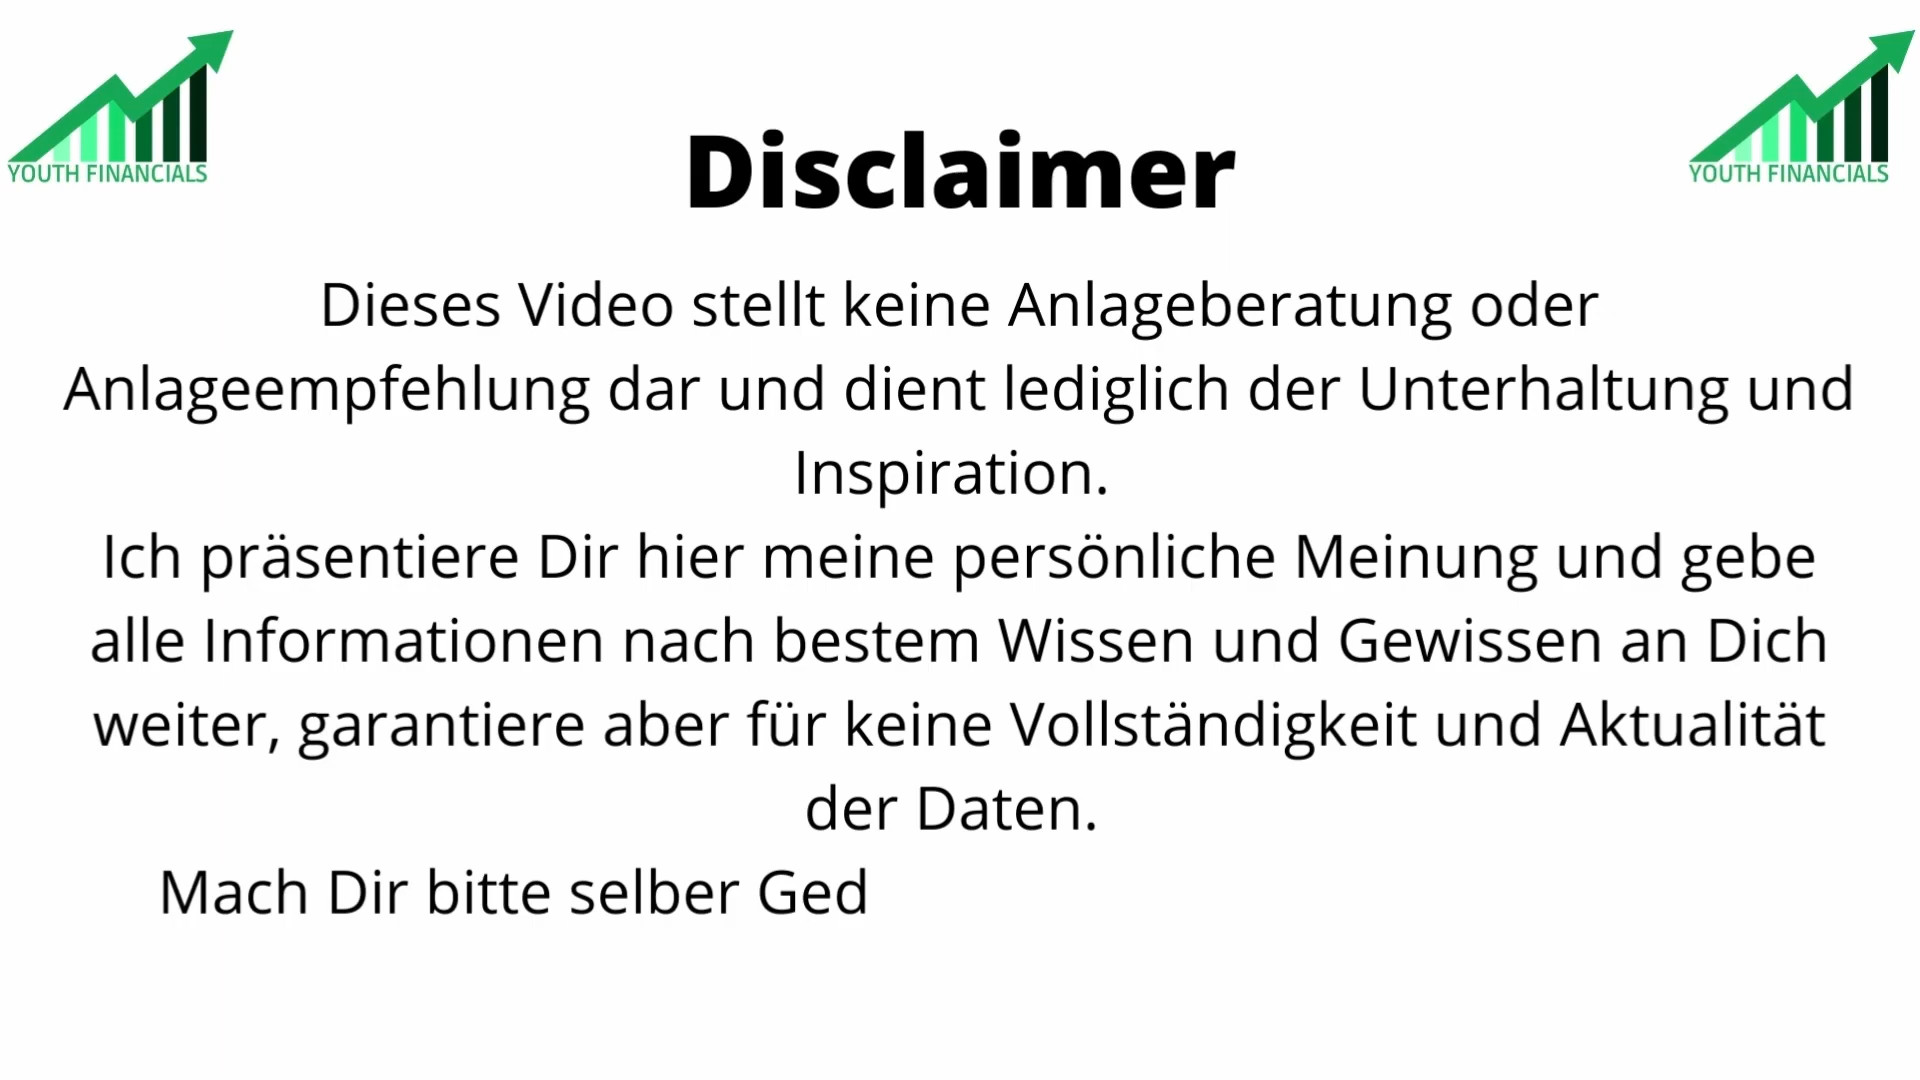 YOUTH FINANCIALS
YOUTH FINANCIALS
Disclaimer
Dieses Video stellt keine Anlageberatung oder
Anlageempfehlung dar und dient lediglich der Unterhaltung und
Inspiration.
Ich präsentiere Dir hier meine persönliche Meinung und gebe
alle Informationen nach bestem Wissen und Gewissen an Dich
weiter, garantiere aber für keine Vollständigkeit und Aktualität
der Daten.
Mach Dir bitte selber Ged